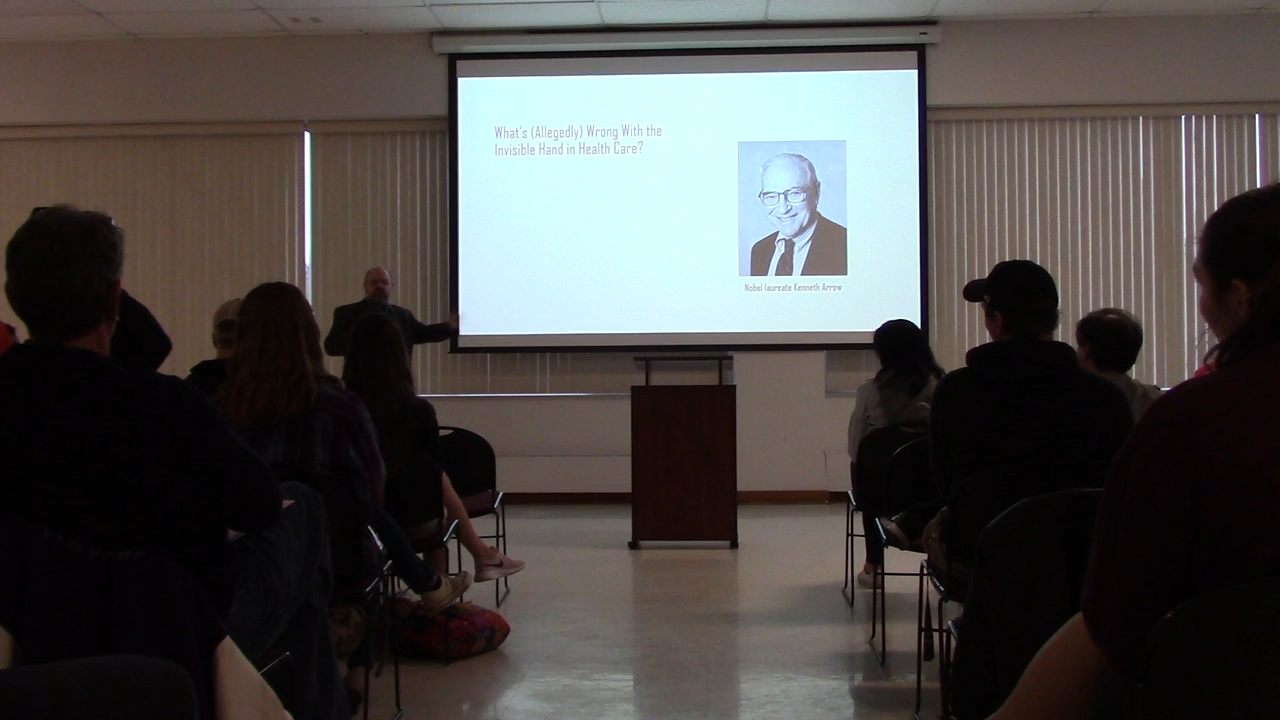 What's (Allegedly) Wrong With the
Invisible Hand in Health Care?
Nobel laureate Kenneth Arrow